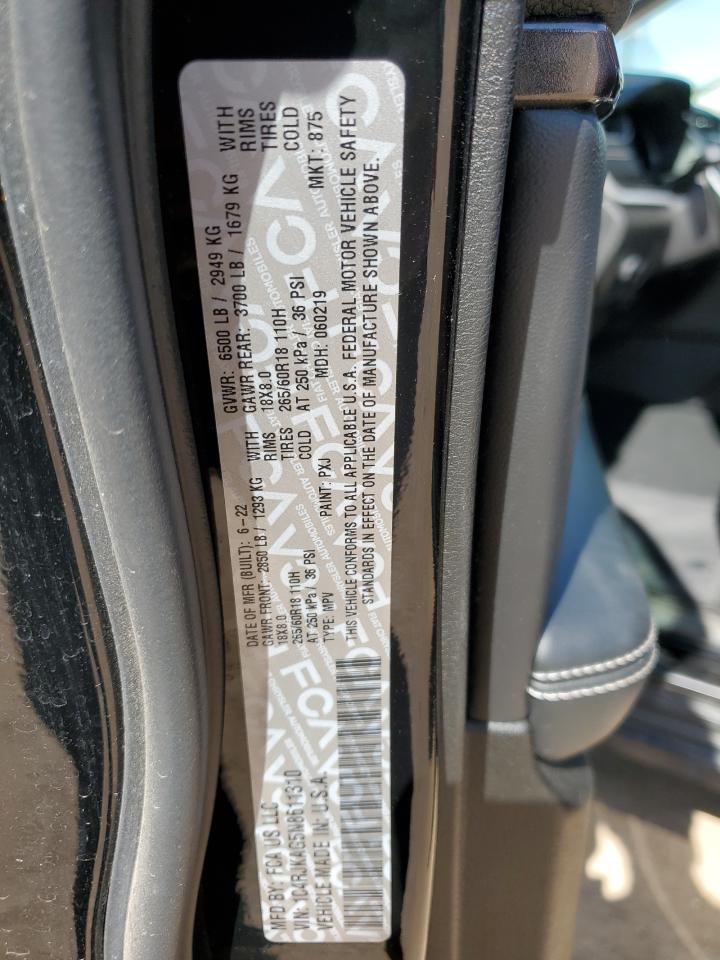 MFD BY: FCA US LLC
DATE OF MFR (BUILT): 6-22
GVWR: 6500 LB / 2949 KG
GAWR FRONT: 2850 LB / 1293 KG WITH
GAWR REAR: 3700 LB / 1679 KG WITH
18X8.0 RIMS
18X8.0 RIMS
265/60R18 110H TIRES
265/60R18 110H TIRES
AT 250 kPa / 36 PSI COLD
AT 250 kPa / 36 PSI COLD
VIN: 1C4RJKAG5N8611310
TYPE: MPV
PAINT: PXJ
MDH: 060219
MKT: 875
VEHICLE MADE IN: U.S.A.
THIS VEHICLE CONFORMS TO ALL APPLICABLE U.S.A. FEDERAL MOTOR VEHICLE SAFETY
STANDARDS IN EFFECT ON THE DATE OF MANUFACTURE SHOWN ABOVE.